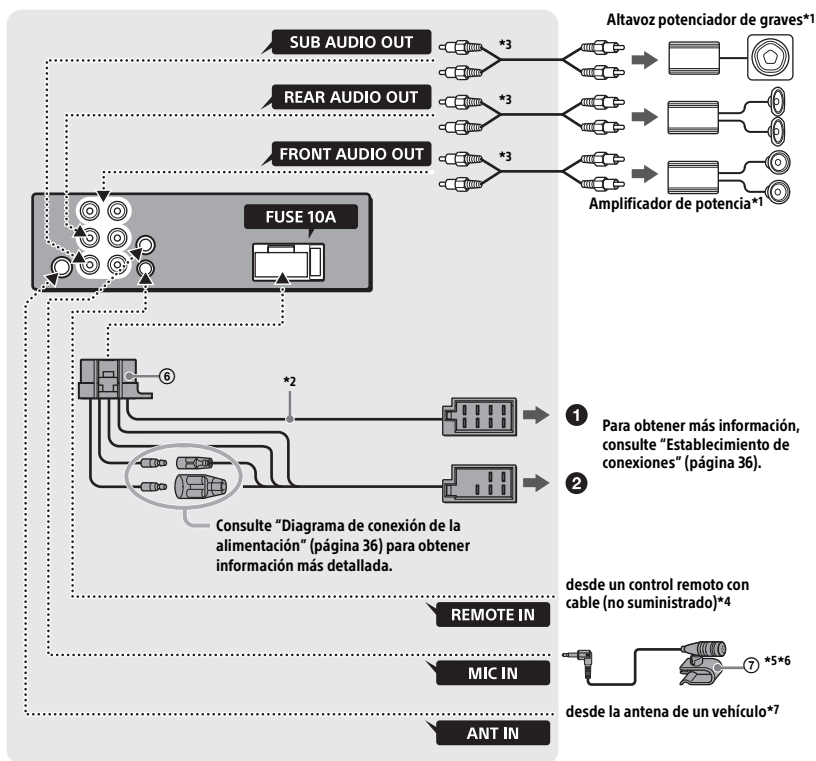 Altavoz potenciador de graves*1
SUB AUDIO OUT
*3
REAR AUDIO OUT
*3
FRONT AUDIO OUT
*3
Amplificador de potencia*1
FUSE 10A
⑥
*2
❶
Para obtener más información,
consulte “Establecimiento de
conexiones” (página 36).
❷
Consulte “Diagrama de conexión de la
alimentación” (página 36) para obtener
información más detallada.
desde un control remoto con
cable (no suministrado)*4
REMOTE IN
⑦ *5*6
MIC IN
desde la antena de un vehículo*7
ANT IN